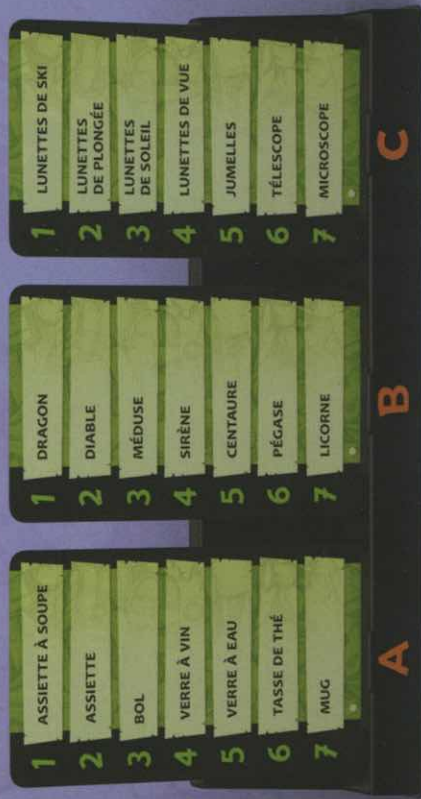 1 ASSIETTE À SOUPE
2 ASSIETTE
3 BOL
4 VERRE À VIN
5 VERRE À EAU
6 TASSE DE THÉ
7 MUG
A
1 DRAGON
2 DIABLE
3 MÉDUSE
4 SIRÈNE
5 CENTAURE
6 PÉGASE
7 LICORNE
B
1 LUNETTES DE SKI
2 LUNETTES
DE PLONGÉE
3 LUNETTES
DE SOLEIL
4 LUNETTES DE VUE
5 JUMELLES
6 TÉLESCOPE
7 MICROSCOPE
C